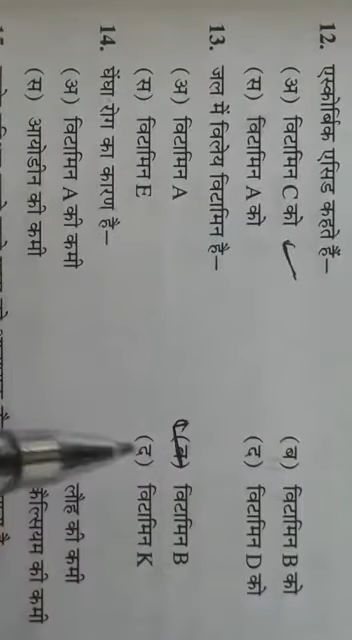 12. एस्कोर्बिक एसिड कहते हैं–
(अ) विटामिन C को (ब) विटामिन B को
(स) विटामिन A को (द) विटामिन D को
13. जल में विलेय विटामिन है–
(अ) विटामिन A (ब) विटामिन B
(स) विटामिन E (द) विटामिन K
14. घेंघा रोग का कारण है–
(अ) विटामिन A की कमी लौह की कमी
(स) आयोडीन की कमी कैल्सियम की कमी